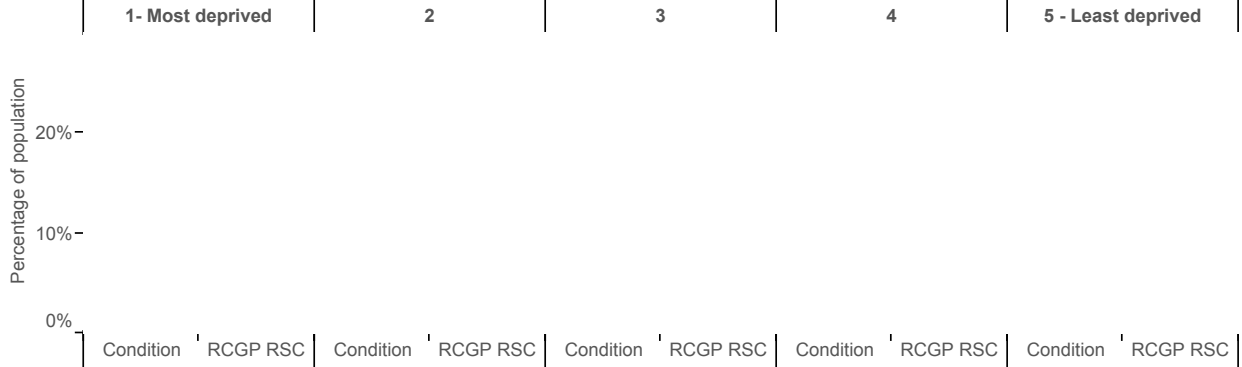 1- Most deprived 2 3 4 5 - Least deprived
Percentage of population
20%
10%
0%
Condition RCGP RSC Condition RCGP RSC Condition RCGP RSC Condition RCGP RSC Condition RCGP RSC